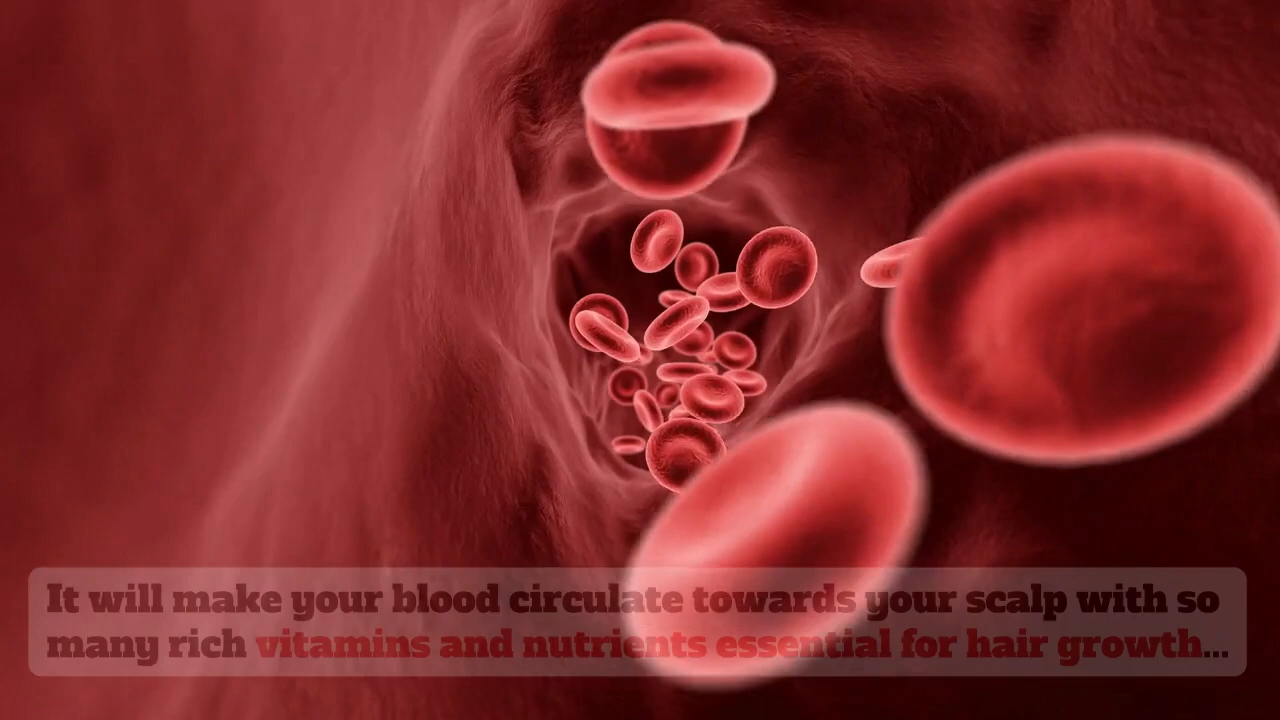 It will make your blood circulate towards your scalp with so
many rich vitamins and nutrients essential for hair growth...